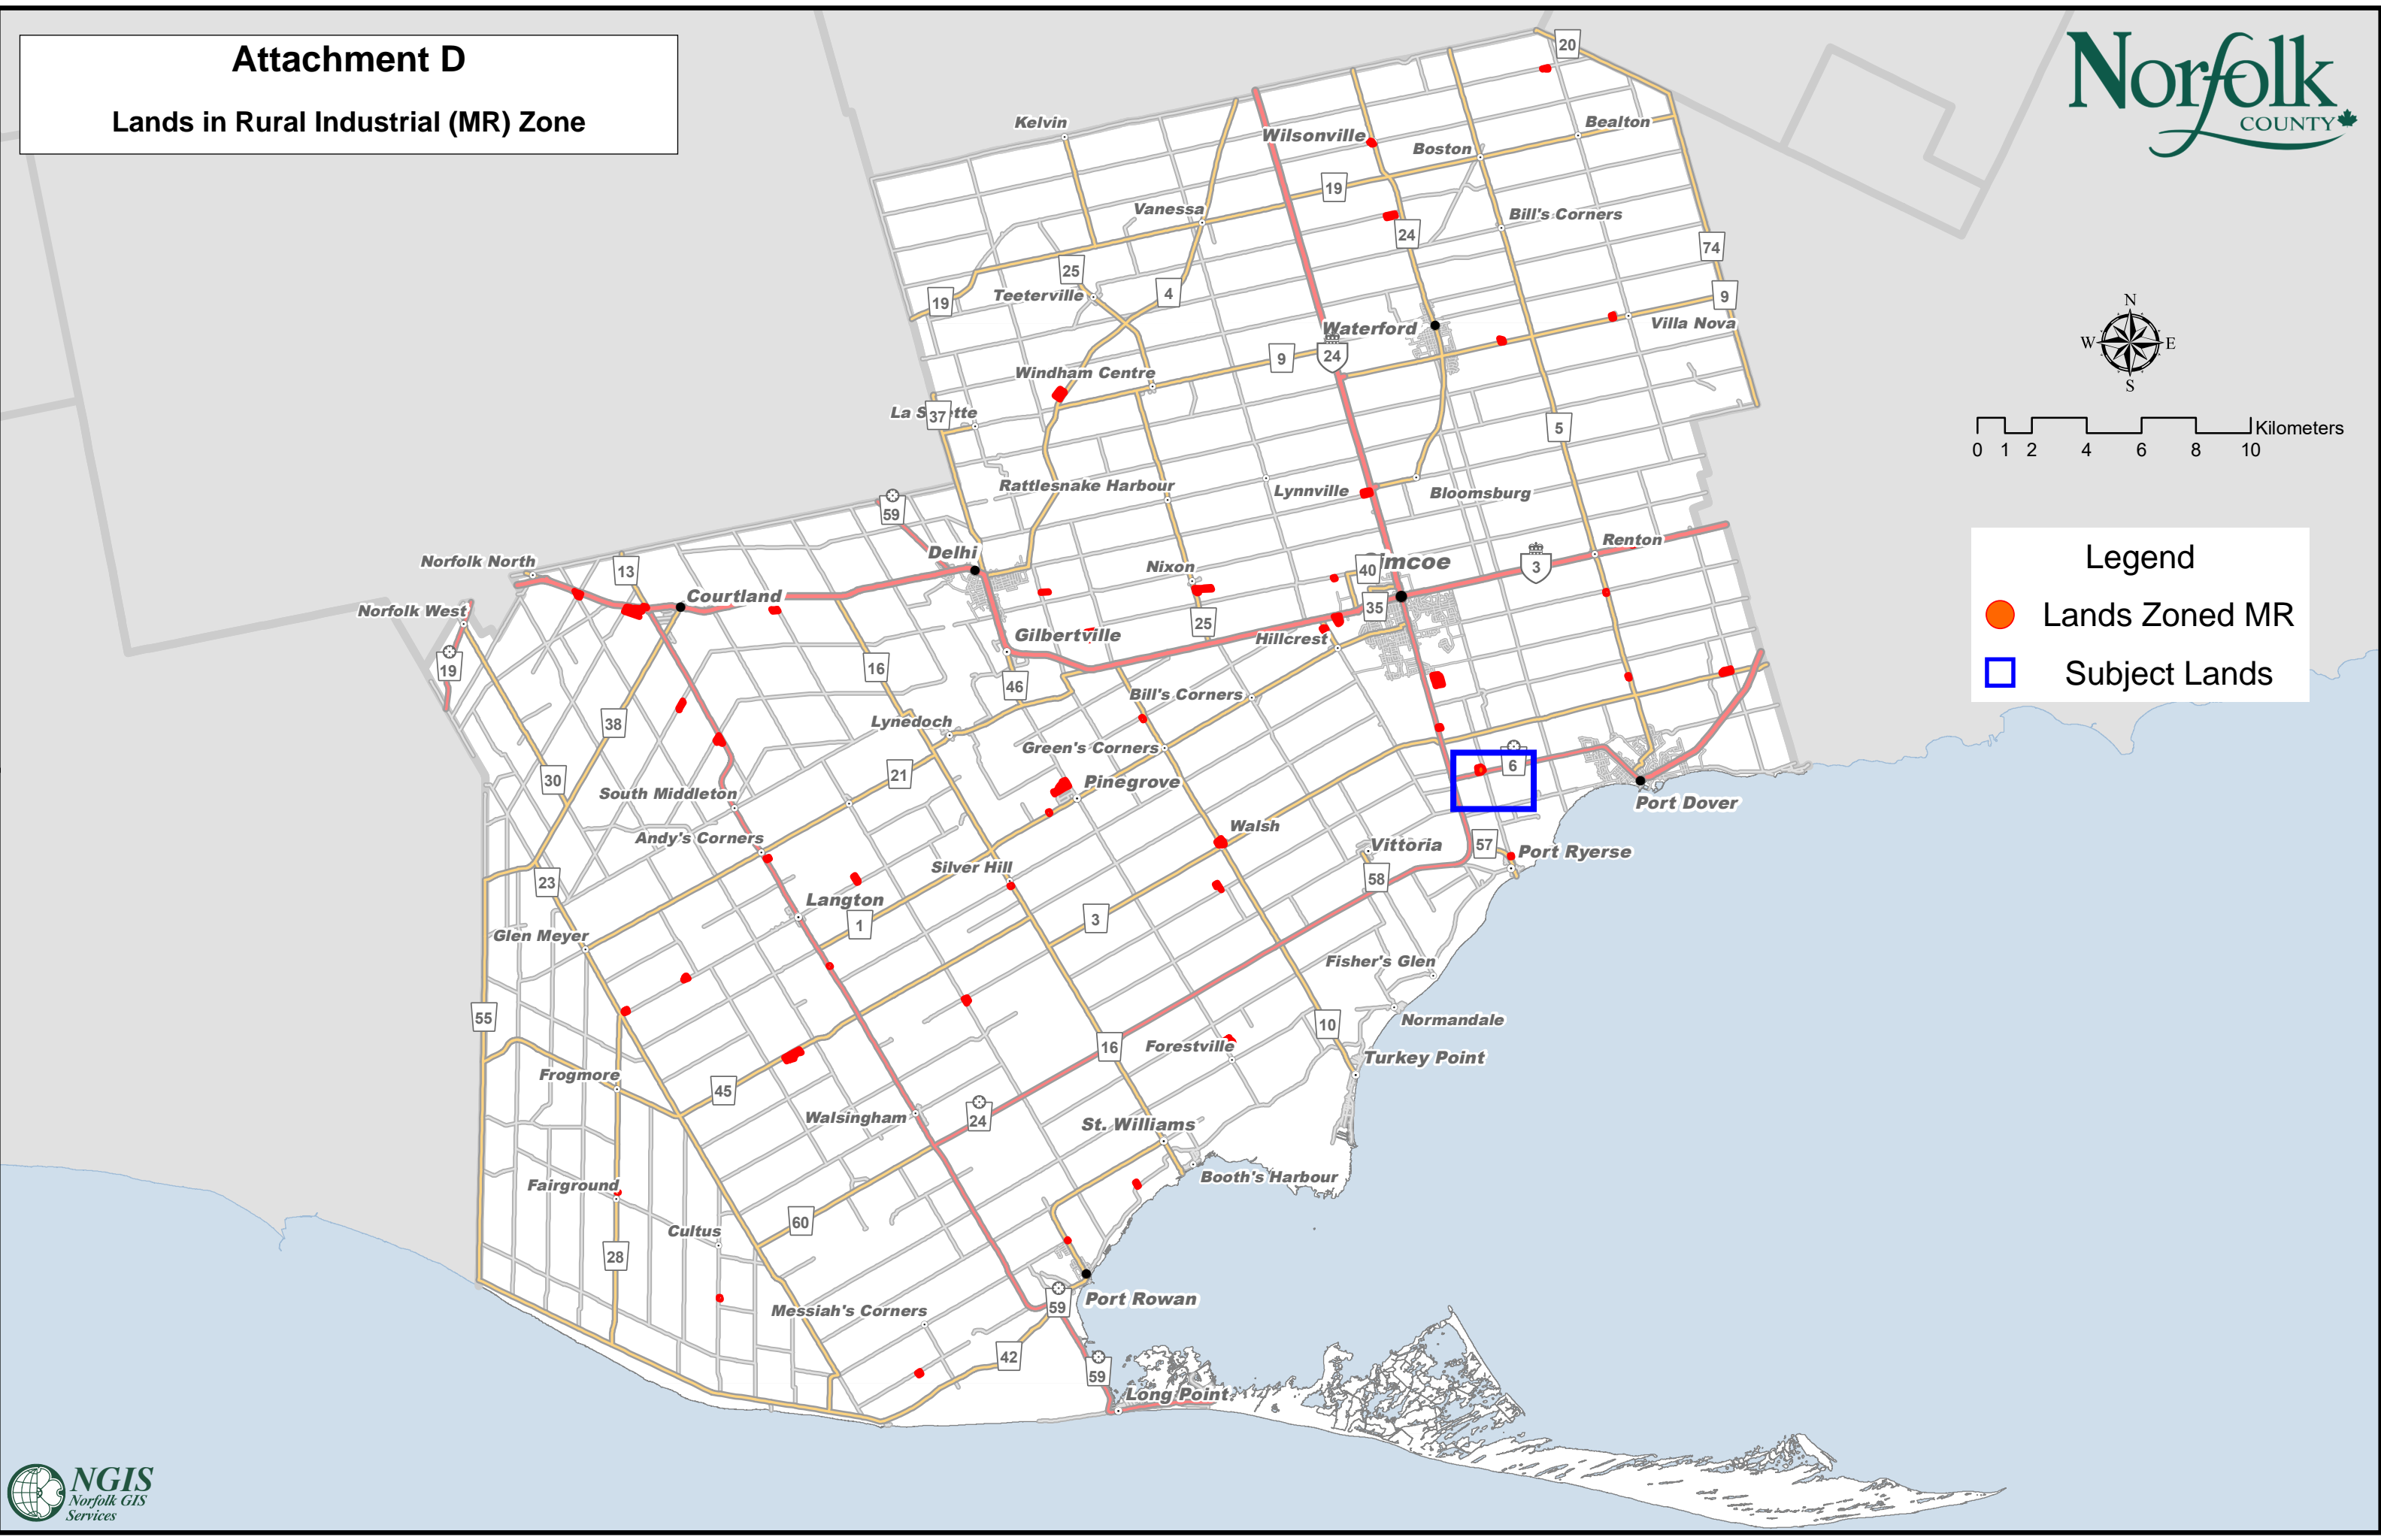 Attachment D
Lands in Rural Industrial (MR) Zone
Norfolk
COUNTY
20
Kelvin
Wilsonville
Boston
Bealton
19
Vanessa
Bill's Corners
24
74
25
4
19
Teeterville
9
Villa Nova
Waterford
24
9
Windham Centre
37
5
Rattlesnake Harbour
Lynnville
Bloomsburg
59
Delhi
Norfolk North
13
Nixon
40
3
Renton
Courtland
35
Norfolk West
19
Gilbertville
25
Hillcrest
16
46
Bill's Corners
38
Lynedoch
Green's Corners
6
30
21
Pinegrove
South Middleton
Port Dover
Andy's Corners
Walsh
Vittoria
57
Port Ryerse
23
Silver Hill
58
Langton
1
3
Glen Meyer
Fisher's Glen
55
10
Normandale
16
Forestville
Turkey Point
Frogmore
45
Walsingham
24
St. Williams
Fairground
Booth's Harbour
Cultus
60
28
Messiah's Corners
59
Port Rowan
42
59
Long Point
N
W
E
S
Kilometers
0 1 2 4 6 8 10
Legend
Lands Zoned MR
Subject Lands
NGIS
Norfolk GIS
Services